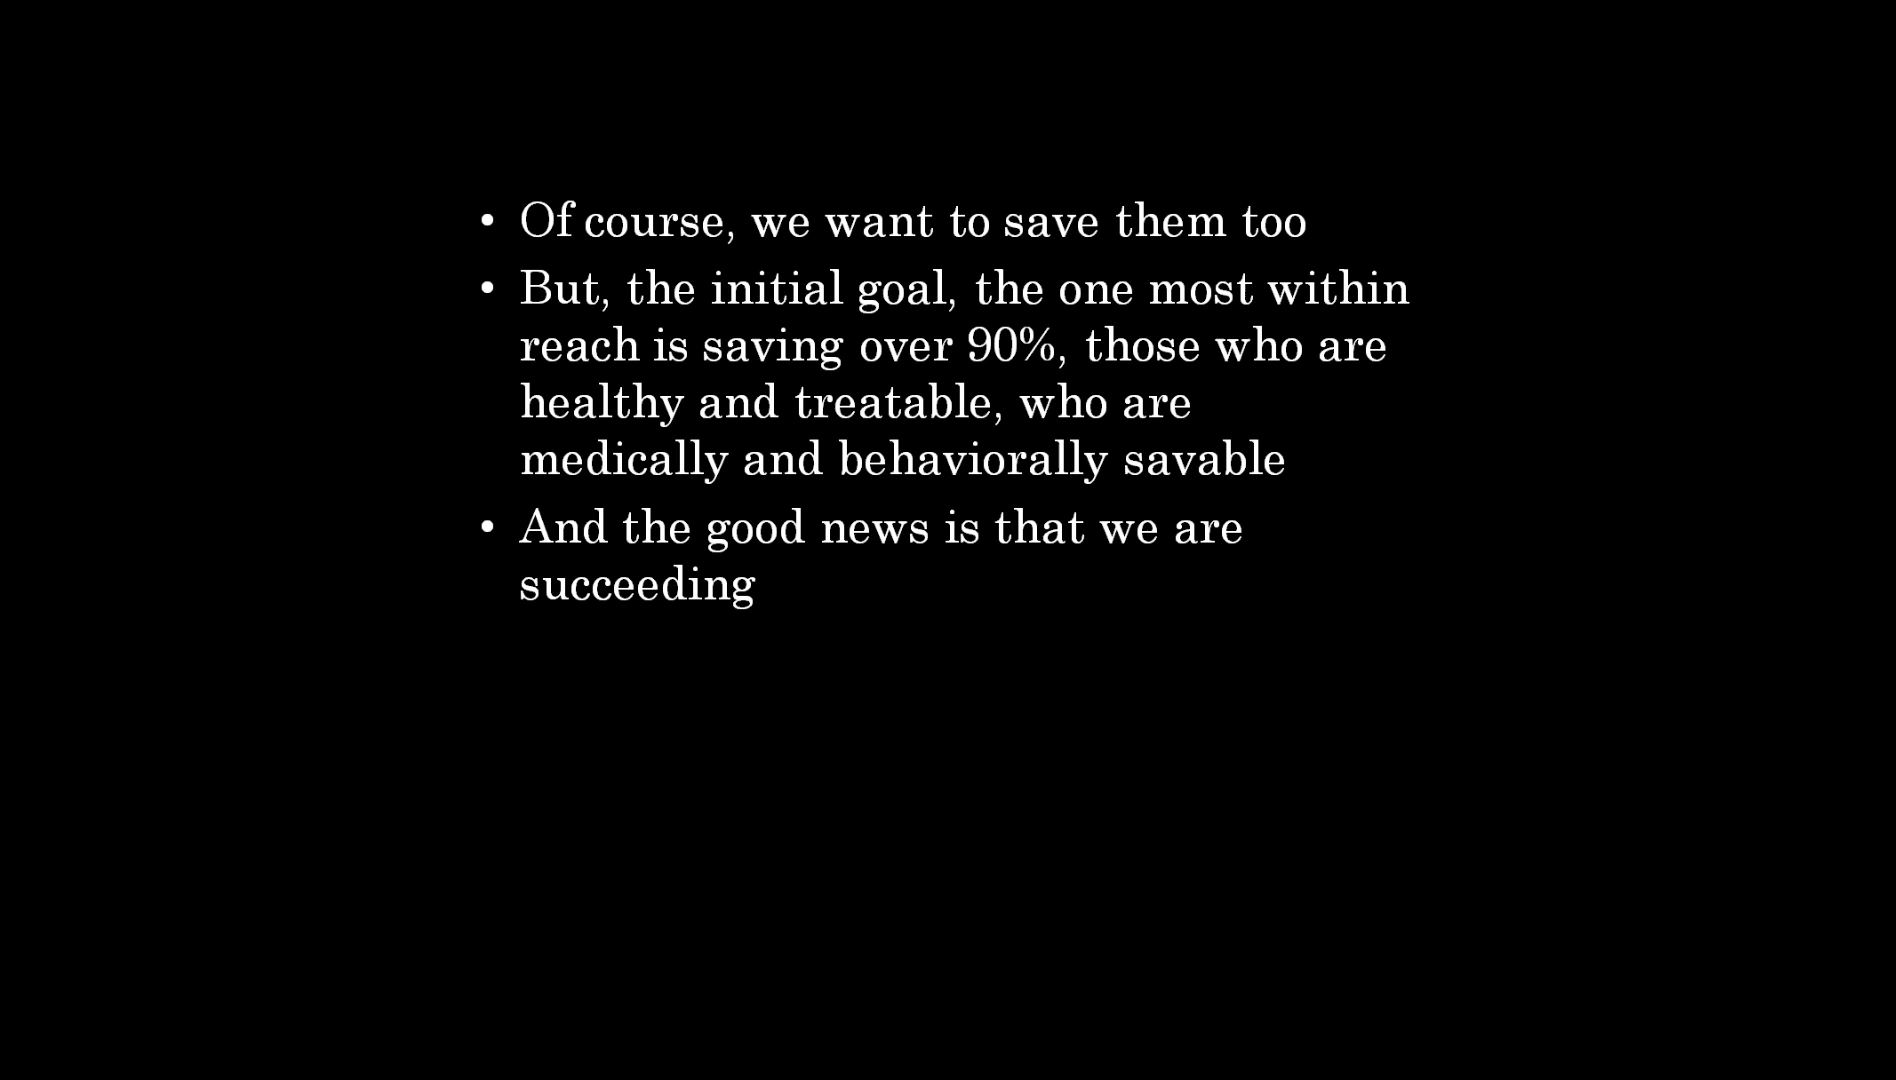 • Of course, we want to save them too
• But, the initial goal, the one most within
reach is saving over 90%, those who are
healthy and treatable, who are
medically and behaviorally savable
• And the good news is that we are
succeeding